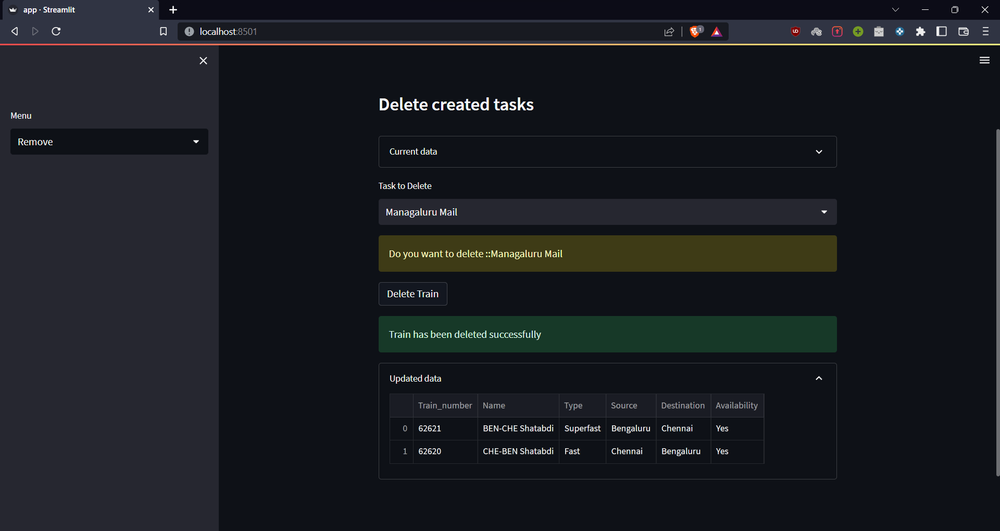 app · Streamlit
localhost:8501
1
Menu
Remove
Delete created tasks
Current data
Task to Delete
Managaluru Mail
Do you want to delete ::Managaluru Mail
Delete Train
Train has been deleted successfully
Updated data
Train_number Name Type Source Destination Availability
0 62621 BEN-CHE Shatabdi Superfast Bengaluru Chennai Yes
1 62620 CHE-BEN Shatabdi Fast Chennai Bengaluru Yes